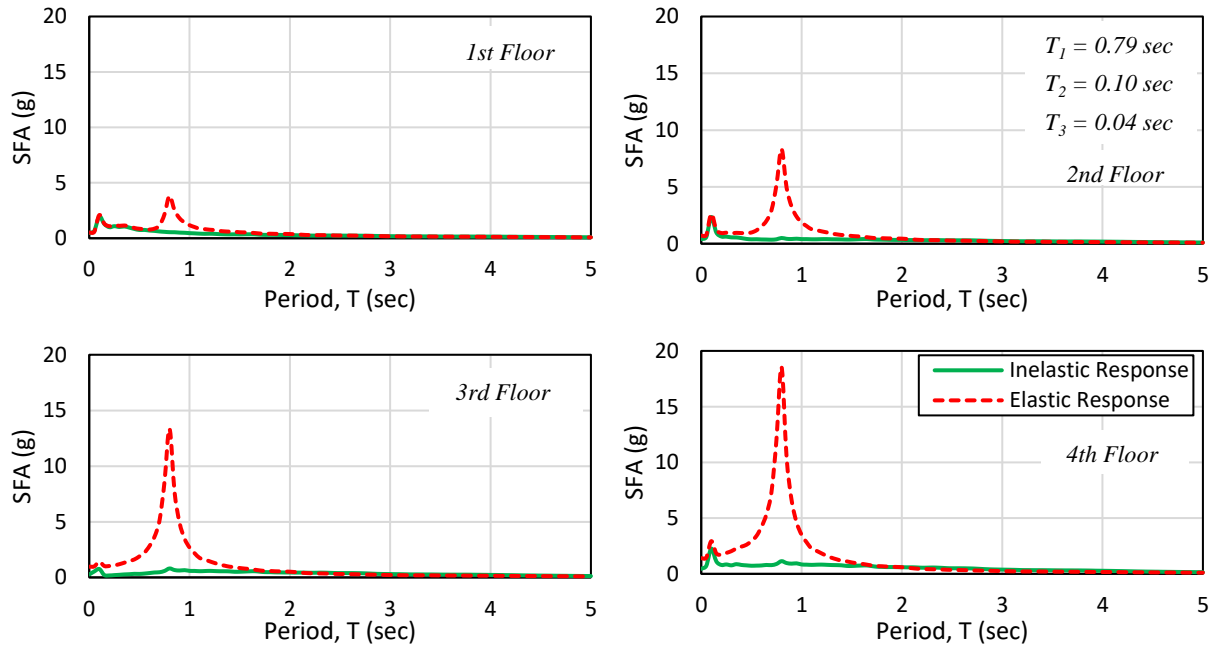 20
15
10
5
0
0 1 2 3 4 5
SFA (g)
Period, T (sec)
1st Floor
20
15
10
5
0
0 1 2 3 4 5
SFA (g)
Period, T (sec)
T1 = 0.79 sec
T2 = 0.10 sec
T3 = 0.04 sec
2nd Floor
20
15
10
5
0
0 1 2 3 4 5
SFA (g)
Period, T (sec)
3rd Floor
20
15
10
5
0
0 1 2 3 4 5
SFA (g)
Period, T (sec)
Inelastic Response
Elastic Response
4th Floor